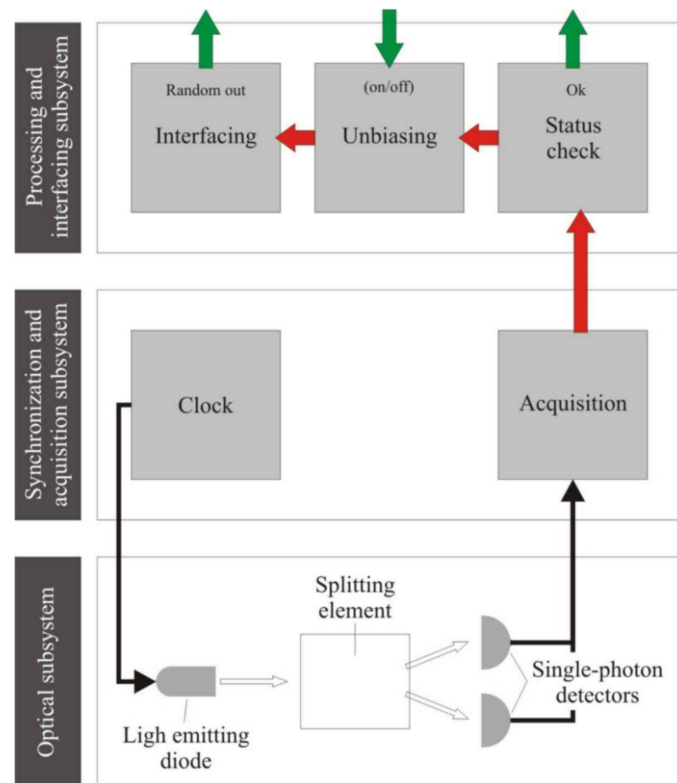 Processing and
interfacing subsystem
Random out
Interfacing
(on/off)
Unbiasing
Ok
Status
check
Synchronization and
acquisition subsystem
Clock
Acquisition
Optical subsystem
Splitting
element
Single-photon
detectors
Ligh emitting
diode